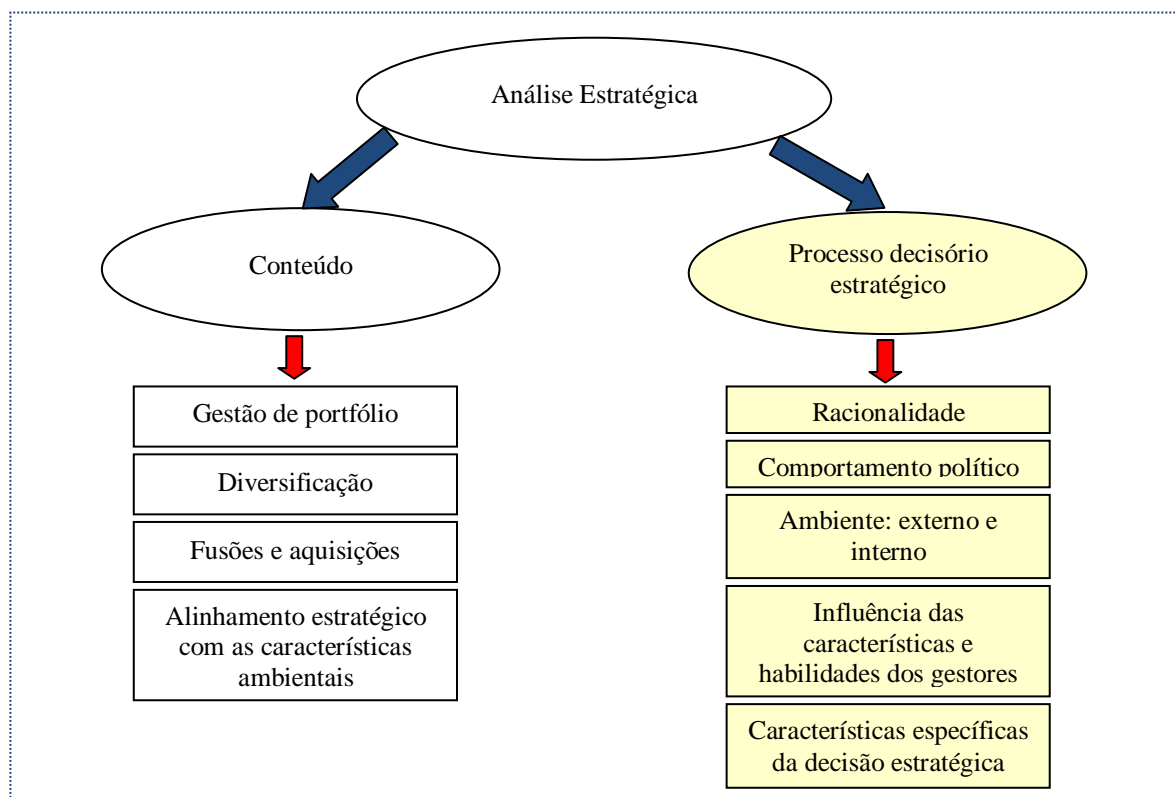 Análise Estratégica
Conteúdo
Processo decisório
estratégico
Gestão de portfólio
Diversificação
Fusões e aquisições
Alinhamento estratégico
com as características
ambientais
Racionalidade
Comportamento político
Ambiente: externo e
interno
Influência das
características e
habilidades dos gestores
Características específicas
da decisão estratégica